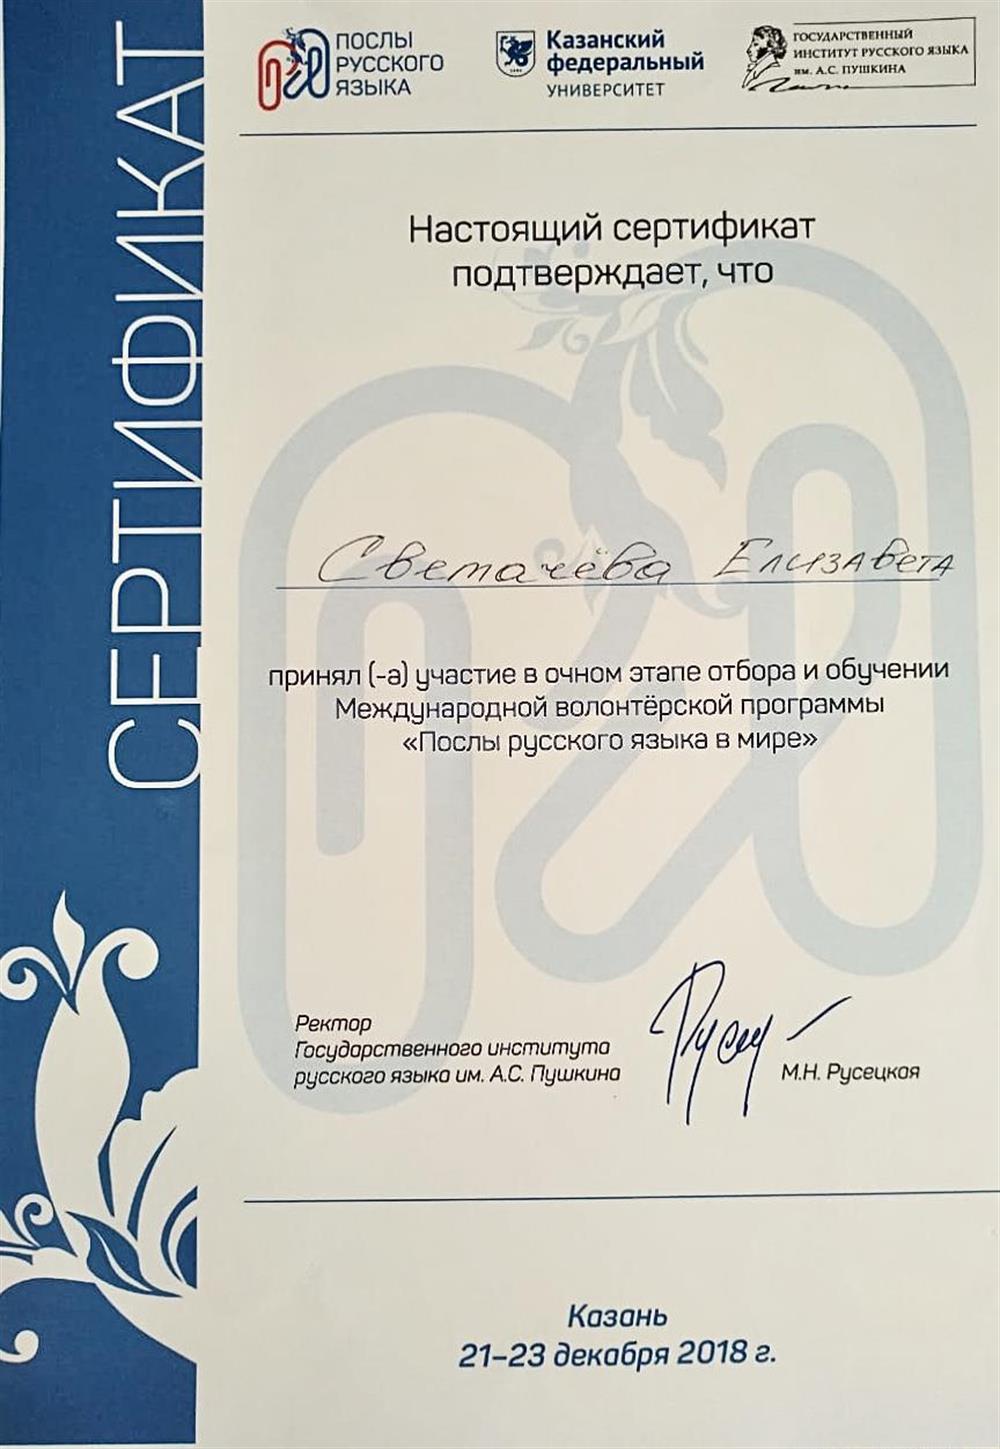 СЕРТИФИКАТ
ПОСЛЫ
РУССКОГО
ЯЗЫКА
Казанский
федеральный
УНИВЕРСИТЕТ
ГОСУДАРСТВЕННЫЙ
ИНСТИТУТ РУССКОГО ЯЗЫКА
им. А.С. ПУШКИНА
Настоящий сертификат
подтверждает, что
Светачёва Елизавета
принял (-а) участие в очном этапе отбора и обучении
Международной волонтёрской программы
«Послы русского языка в мире»
Ректор
Государственного института
русского языка им. А.С. Пушкина
М.Н. Русецкая
Казань
21–23 декабря 2018 г.